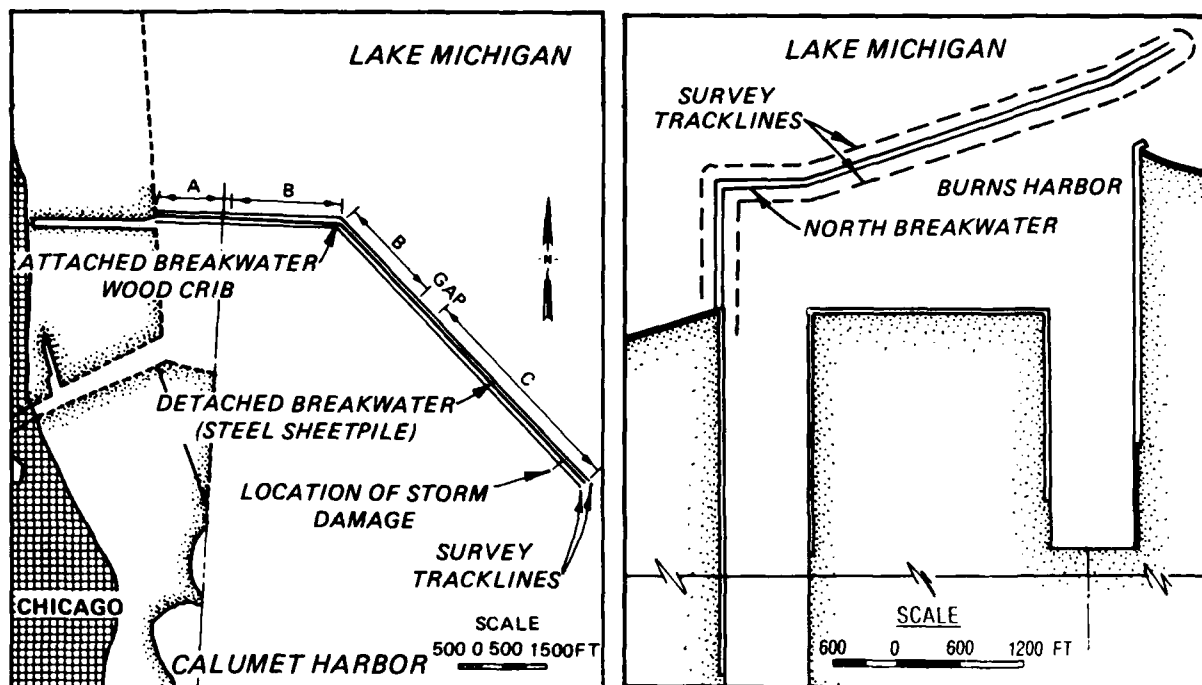 LAKE MICHIGAN
A
B
B
GAP
C
N
ATTACHED BREAKWATER
WOOD CRIB
DETACHED BREAKWATER
(STEEL SHEETPILE)
LOCATION OF STORM
DAMAGE
SURVEY
TRACKLINES
CHICAGO
SCALE
500 0 500 1500FT
CALUMET HARBOR
LAKE MICHIGAN
SURVEY
TRACKLINES
BURNS HARBOR
NORTH BREAKWATER
SCALE
600 0 600 1200 FT